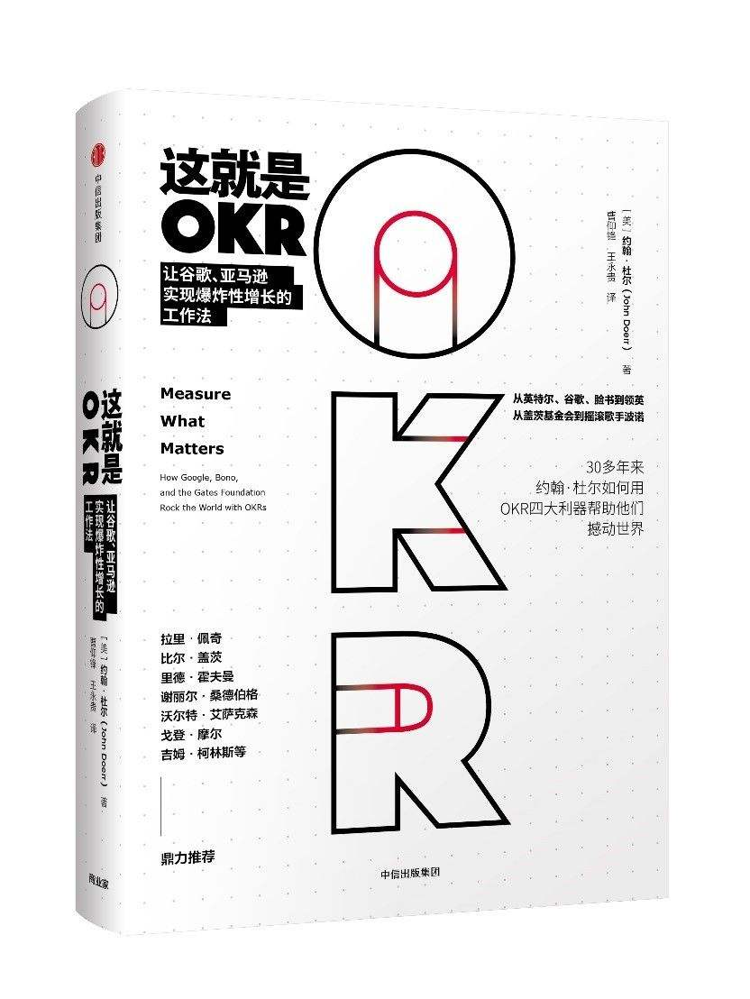 这就是
OKR
让谷歌、亚马逊
实现爆炸性增长的
工作法
Measure
What
Matters
How Google, Bono,
and the Gates Foundation
Rock the World with OKRs
拉里·佩奇
比尔·盖茨
里德·霍夫曼
谢丽尔·桑德伯格
沃尔特·艾萨克森
戈登·摩尔
吉姆·柯林斯等
鼎力推荐
O
K
R
[美] 约翰·杜尔 (John Doerr) 著
曹仰锋 王永贵 译
从英特尔、谷歌、脸书到领英
从盖茨基金会到摇滚歌手波诺
30多年来
约翰·杜尔如何用
OKR四大利器帮助他们
撼动世界
中信出版集团
中信出版集团
这就是
OKR
让谷歌、亚马逊
实现爆炸性增长的
工作法
[美] 约翰·杜尔 (John Doerr) 著
曹仰锋 王永贵 译
商业家